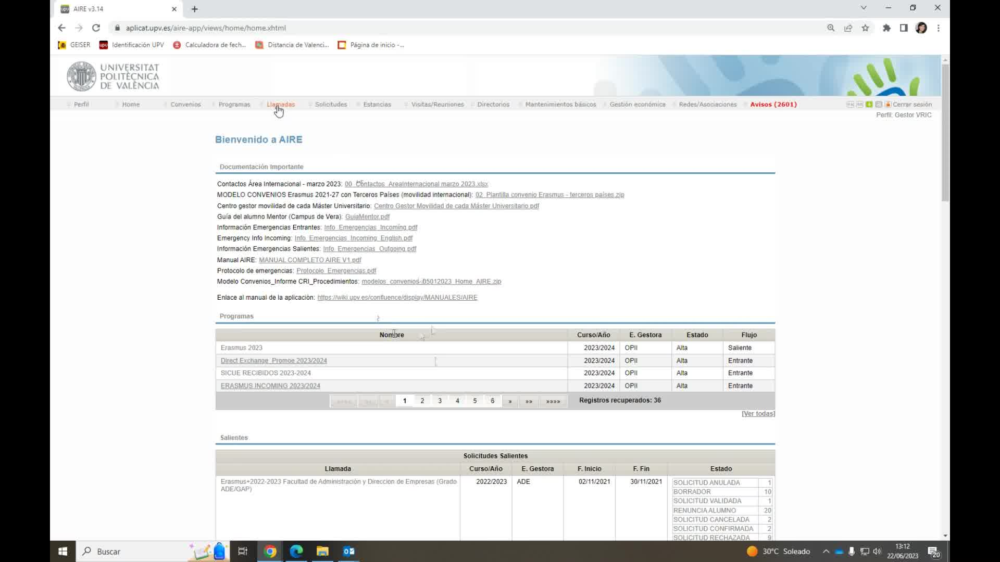 AIRE v3.14
aplicat.upv.es/aire-app/views/home/home.xhtml
GEISER
upv
Identificación UPV
Calculadora de fech...
Distancia de Valenci...
Página de inicio -...
UNIVERSITAT
POLITÈCNICA
DE VALÈNCIA
Perfil
Home
Convenios
Programas
Llamadas
Solicitudes
Estancias
Visitas/Reuniones
Directorios
Mantenimientos básicos
Gestión económica
Redes/Asociaciones
Avisos (2601)
Cerrar sesión
Perfil: Gestor VRIC
Bienvenido a AIRE
Documentación Importante
Contactos Área Internacional - marzo 2023: 00_Contactos_AreaInternacional marzo 2023.xlsx
MODELO CONVENIOS Erasmus 2021-27 con Terceros Países (movilidad internacional): 02_Plantilla convenio Erasmus - terceros países.zip
Centro gestor movilidad de cada Máster Universitario: Centro Gestor Movilidad de cada Máster Universitario.pdf
Guía del alumno Mentor (Campus de Vera): GuiaMentor.pdf
Información Emergencias Entrantes: Info_Emergencias_Incoming.pdf
Emergency Info Incoming: Info_Emergencias_Incoming_English.pdf
Información Emergencias Salientes: Info_Emergencias_Outgoing.pdf
Manual AIRE: MANUAL COMPLETO AIRE V1.pdf
Protocolo de emergencias: Protocolo_Emergencias.pdf
Modelo Convenios_Informe CRI_Procedimientos: modelos_convenios_05012023_Home_AIRE.zip
Enlace al manual de la aplicación: https://wiki.upv.es/confluence/display/MANUALES/AIRE
Programas
Nombre Curso/Año E. Gestora Estado Flujo
Erasmus 2023 2023/2024 OPII Alta Saliente
Direct Exchange_Promoe 2023/2024 2023/2024 OPII Alta Entrante
SICUE RECIBIDOS 2023-2024 2023/2024 OPII Alta Entrante
ERASMUS INCOMING 2023/2024 2023/2024 OPII Alta Entrante
1 2 3 4 5 6 » »» »»»» Registros recuperados: 36
[Ver todas]
Salientes
Solicitudes Salientes
Llamada Curso/Año E. Gestora F. Inicio F. Fin Estado
Erasmus+2022-2023 Facultad de Administración y Direccion de Empresas (Grado ADE/GAP) 2022/2023 ADE 02/11/2021 30/11/2021
SOLICITUD ANULADA 1
BORRADOR 10
SOLICITUD VALIDADA 1
RENUNCIA ALUMNO 20
SOLICITUD CANCELADA 2
SOLICITUD CONFIRMADA 2
SOLICITUD RECHAZADA 9
Buscar
30°C Soleado
13:12
22/06/2023
20